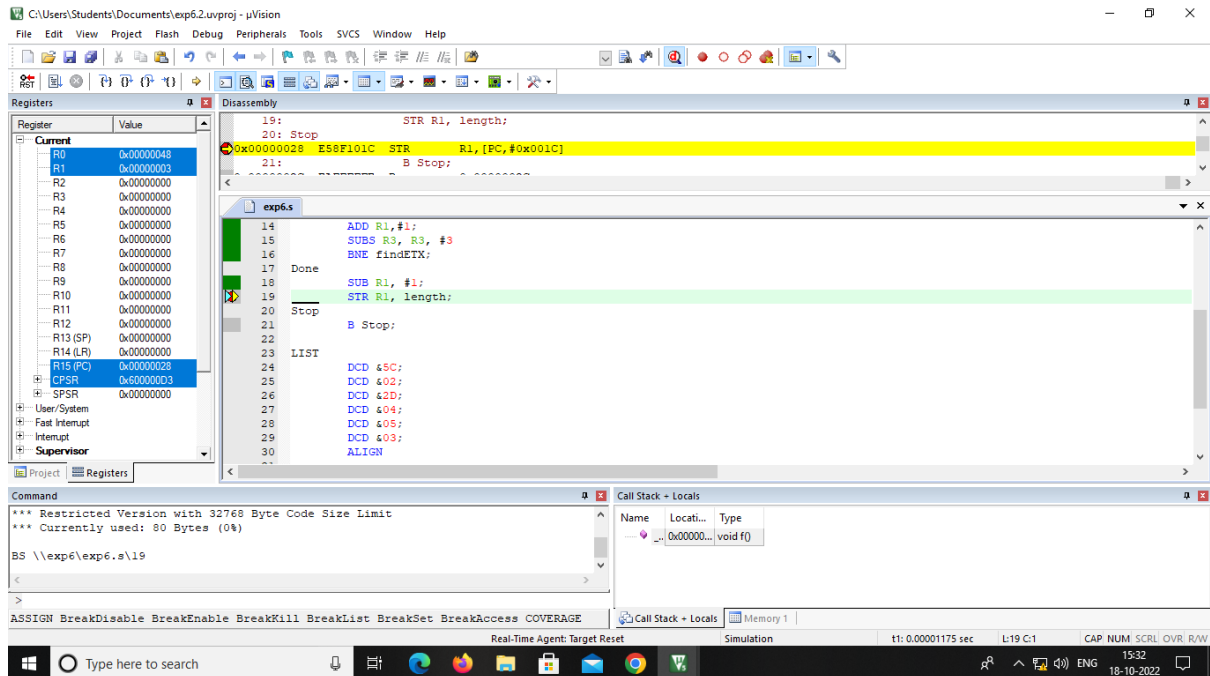 C:\Users\Students\Documents\exp6.2.uvproj - µVision
File Edit View Project Flash Debug Peripherals Tools SVCS Window Help
RST
Registers
Register Value
Current
R0 0x00000048
R1 0x00000003
R2 0x00000000
R3 0x00000000
R4 0x00000000
R5 0x00000000
R6 0x00000000
R7 0x00000000
R8 0x00000000
R9 0x00000000
R10 0x00000000
R11 0x00000000
R12 0x00000000
R13 (SP) 0x00000000
R14 (LR) 0x00000000
R15 (PC) 0x00000028
CPSR 0x600000D3
SPSR 0x00000000
User/System
Fast Interrupt
Interrupt
Supervisor
Project Registers
Disassembly
19: STR R1, length;
20: Stop
0x00000028 E58F101C STR R1,[PC,#0x001C]
21: B Stop;
exp6.s
14 ADD R1,#1;
15 SUBS R3, R3, #3
16 BNE findETX;
17 Done
18 SUB R1, #1;
19 STR R1, length;
20 Stop
21 B Stop;
22
23 LIST
24 DCD &5C;
25 DCD &02;
26 DCD &2D;
27 DCD &04;
28 DCD &05;
29 DCD &03;
30 ALIGN
Command
*** Restricted Version with 32768 Byte Code Size Limit
*** Currently used: 80 Bytes (0%)
BS \\exp6\exp6.s\19
>
ASSIGN BreakDisable BreakEnable BreakKill BreakList BreakSet BreakAccess COVERAGE
Call Stack + Locals
Name Locati... Type
_... 0x00000... void f()
Call Stack + Locals Memory 1
Real-Time Agent: Target Reset Simulation t1: 0.00001175 sec L:19 C:1 CAP NUM SCRL OVR R/W
Type here to search
ENG
15:32
18-10-2022